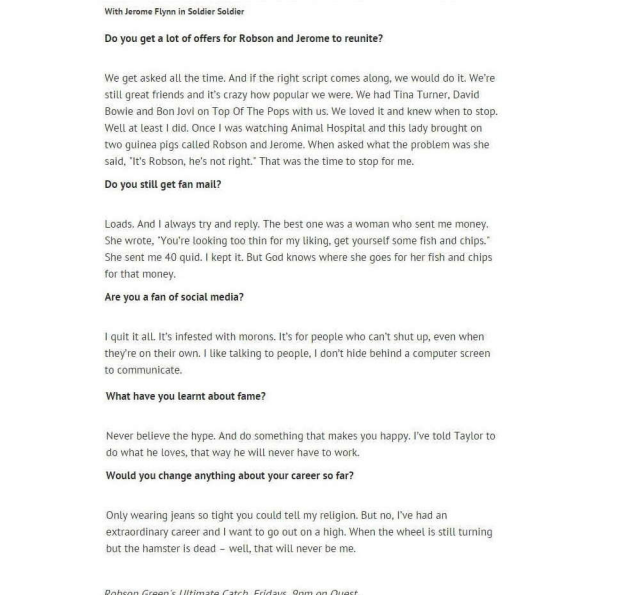 With Jerome Flynn in Soldier Soldier
Do you get a lot of offers for Robson and Jerome to reunite?
We get asked all the time. And if the right script comes along, we would do it. We're
still great friends and it's crazy how popular we were. We had Tina Turner, David
Bowie and Bon Jovi on Top Of The Pops with us. We loved it and knew when to stop.
Well at least I did. Once I was watching Animal Hospital and this lady brought on
two guinea pigs called Robson and Jerome. When asked what the problem was she
said, "It's Robson, he's not right." That was the time to stop for me.
Do you still get fan mail?
Loads. And I always try and reply. The best one was a woman who sent me money.
She wrote, "You're looking too thin for my liking, get yourself some fish and chips."
She sent me 40 quid. I kept it. But God knows where she goes for her fish and chips
for that money.
Are you a fan of social media?
I quit it all. It's infested with morons. It's for people who can't shut up, even when
they're on their own. I like talking to people, I don't hide behind a computer screen
to communicate.
What have you learnt about fame?
Never believe the hype. And do something that makes you happy. I've told Taylor to
do what he loves, that way he will never have to work.
Would you change anything about your career so far?
Only wearing jeans so tight you could tell my religion. But no, I've had an
extraordinary career and I want to go out on a high. When the wheel is still turning
but the hamster is dead – well, that will never be me.
Robson Green's Ultimate Catch, Fridays, 9pm on Quest